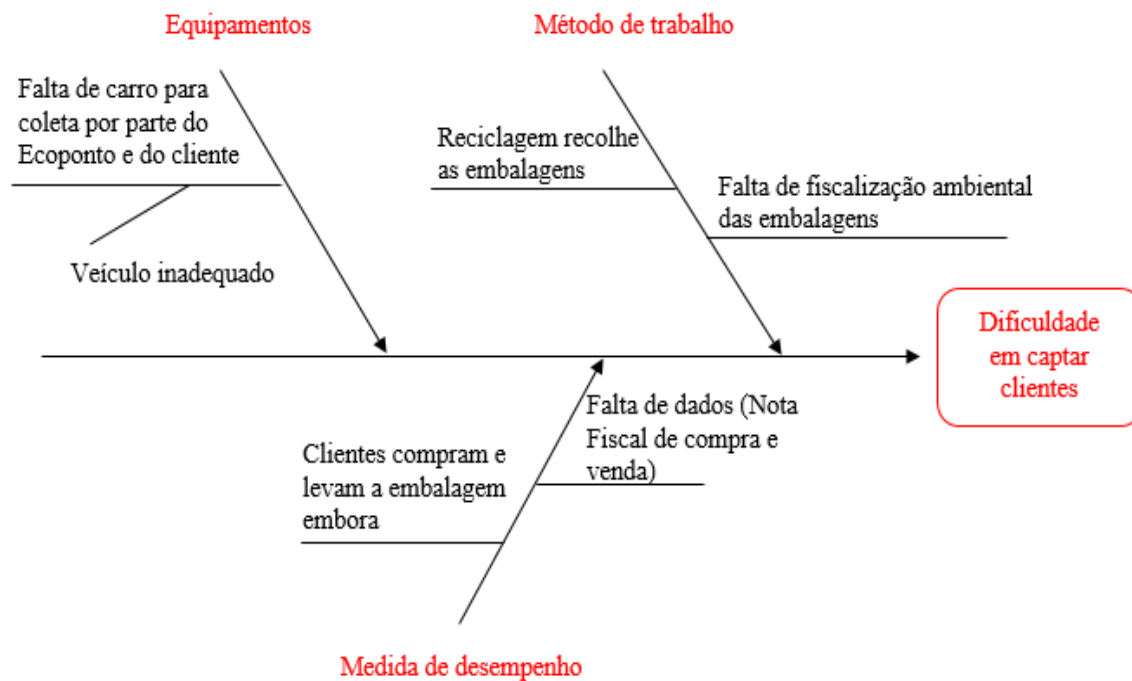 Equipamentos
Método de trabalho
Falta de carro para
coleta por parte do
Ecoponto e do cliente
Veículo inadequado
Reciclagem recolhe
as embalagens
Falta de fiscalização ambiental
das embalagens
Dificuldade
em captar
clientes
Falta de dados (Nota
Fiscal de compra e
venda)
Clientes compram e
levam a embalagem
embora
Medida de desempenho